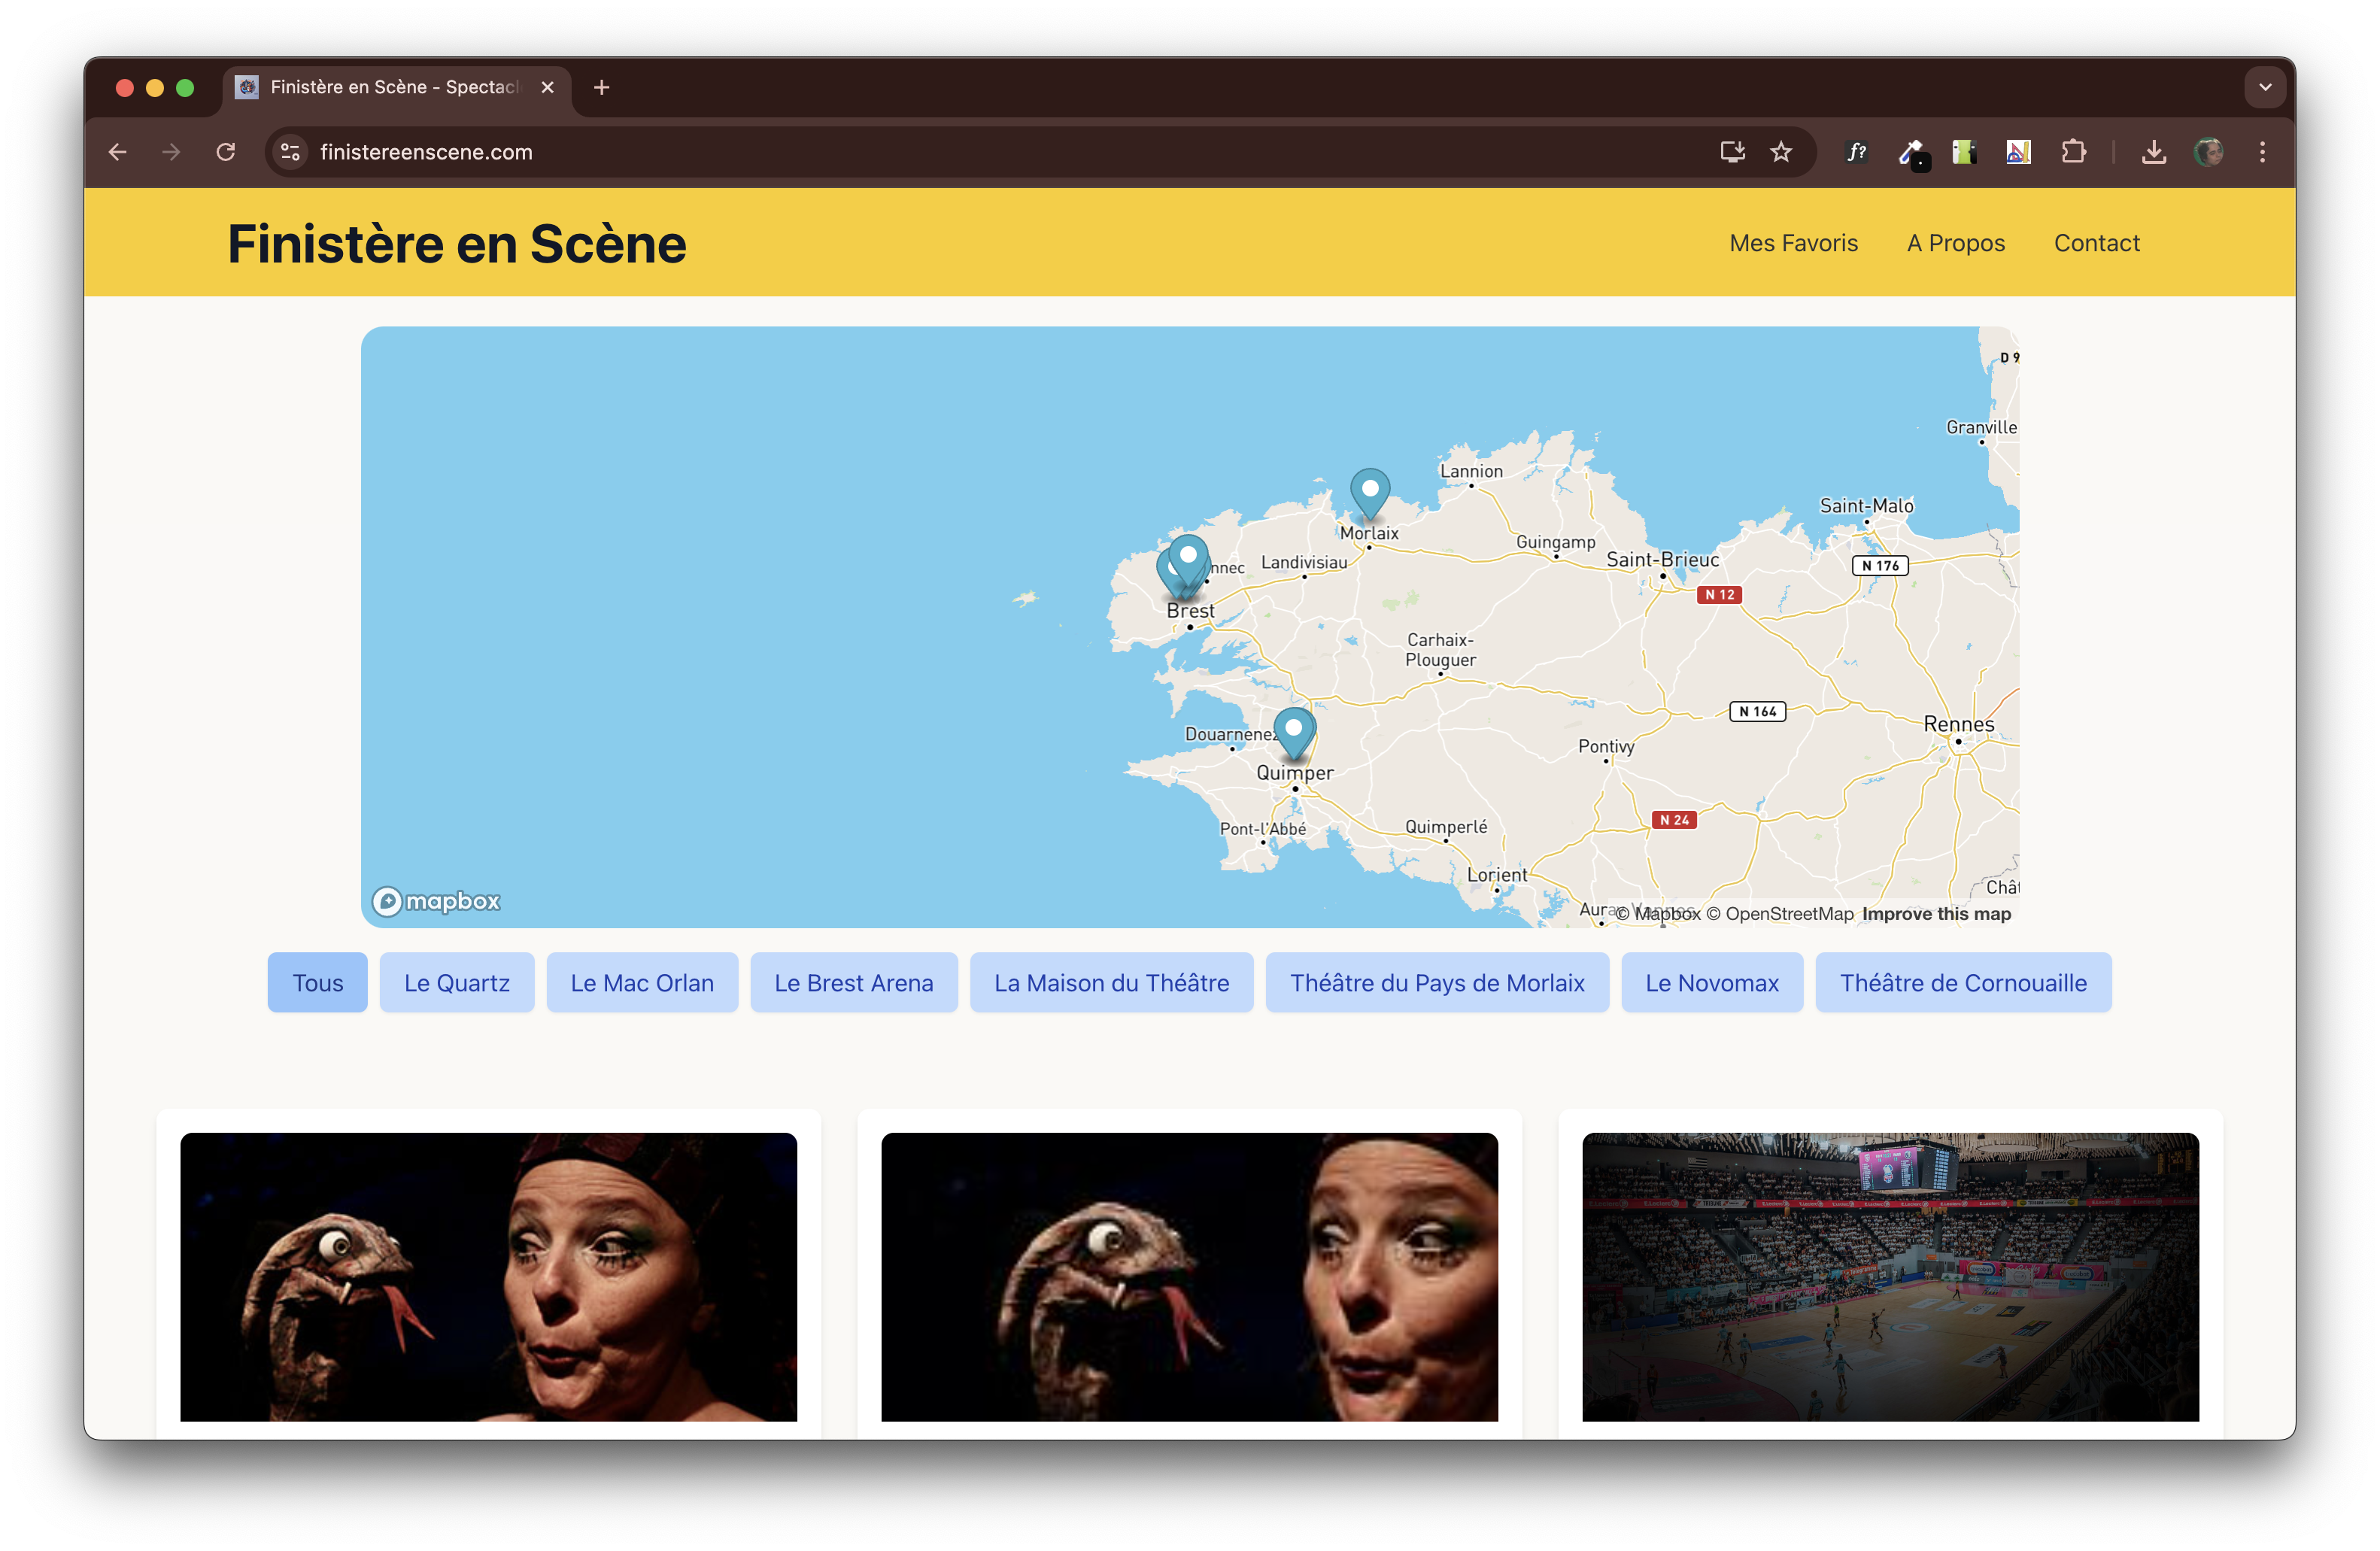 Finistère en Scène - Spectacl
finistereenscene.com
f?
Finistère en Scène
Mes Favoris
A Propos
Contact
D 9
Granville
Lannion
Saint-Malo
Morlaix
Guingamp
Saint-Brieuc
N 176
nnec
Landivisiau
N 12
Brest
Carhaix-
Plouguer
N 164
Rennes
Douarnenez
Pontivy
Quimper
N 24
Pont-l'Abbé
Quimperlé
Lorient
Chât
mapbox
Auray
Vannes
© Mapbox © OpenStreetMap Improve this map
Tous
Le Quartz
Le Mac Orlan
Le Brest Arena
La Maison du Théâtre
Théâtre du Pays de Morlaix
Le Novomax
Théâtre de Cornouaille